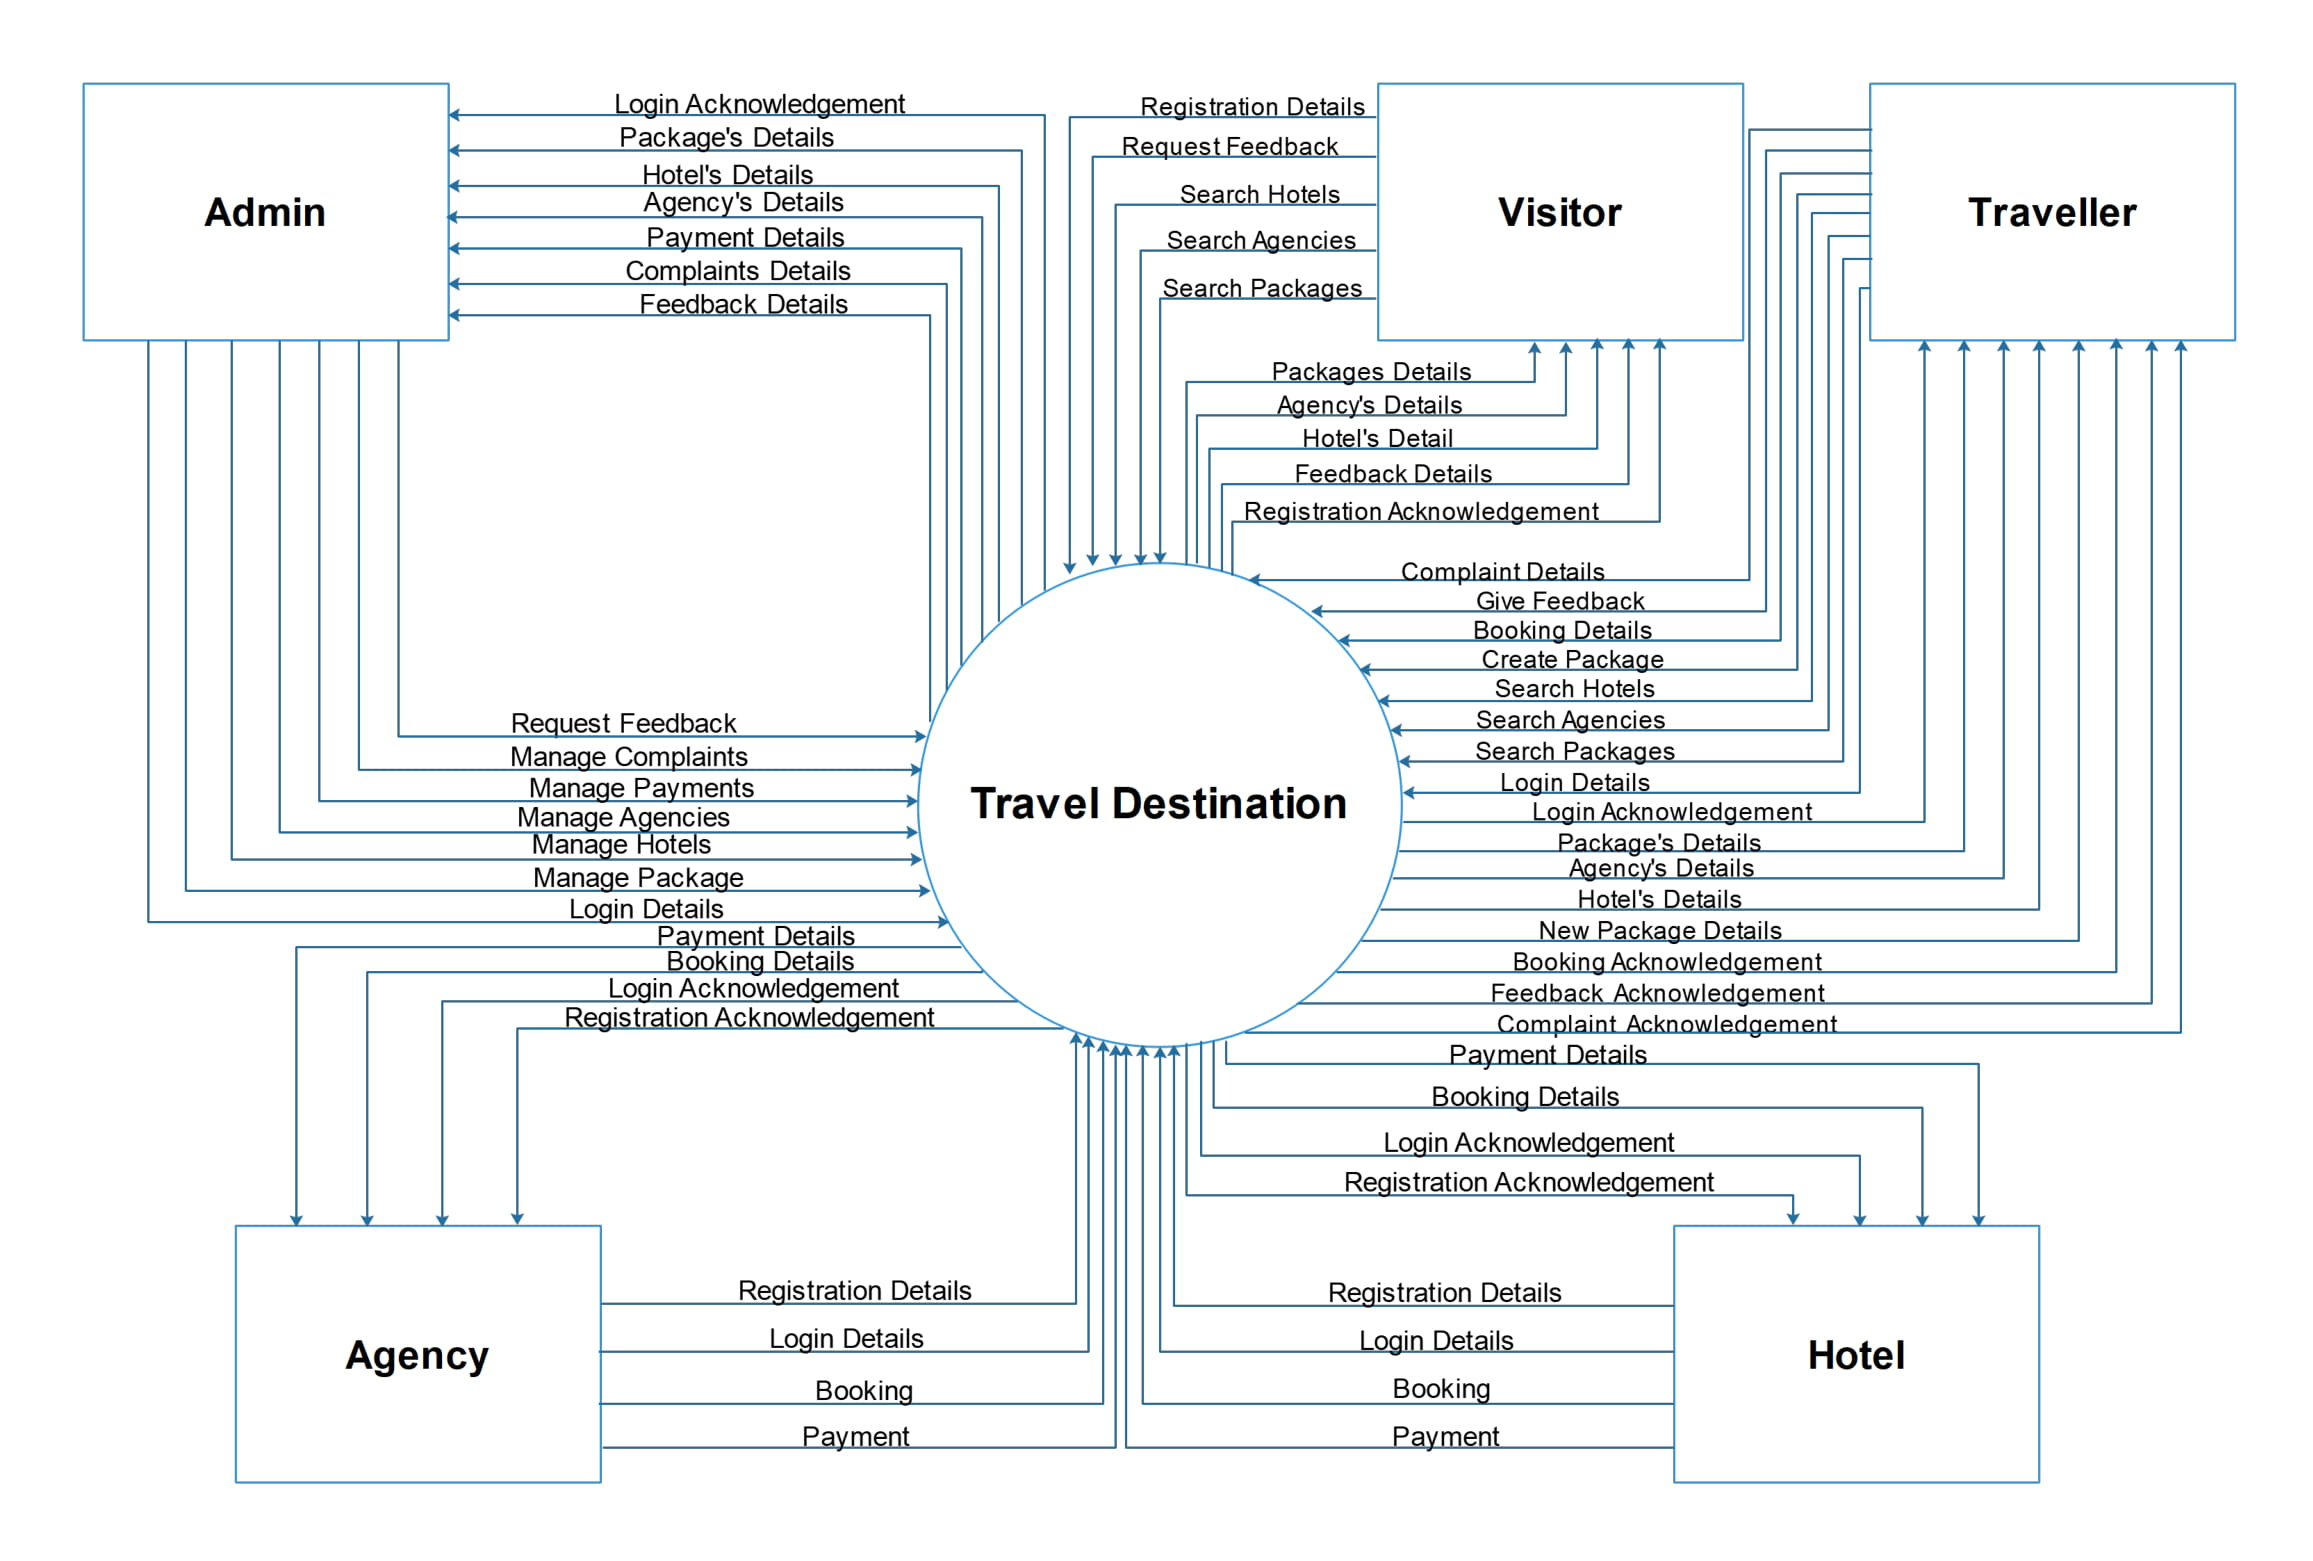 Admin
Login Acknowledgement
Package's Details
Hotel's Details
Agency's Details
Payment Details
Complaints Details
Feedback Details
Registration Details
Request Feedback
Search Hotels
Search Agencies
Search Packages
Visitor
Traveller
Packages Details
Agency's Details
Hotel's Detail
Feedback Details
Registration Acknowledgement
Complaint Details
Give Feedback
Booking Details
Create Package
Search Hotels
Search Agencies
Search Packages
Login Details
Login Acknowledgement
Package's Details
Agency's Details
Hotel's Details
New Package Details
Booking Acknowledgement
Feedback Acknowledgement
Complaint Acknowledgement
Travel Destination
Request Feedback
Manage Complaints
Manage Payments
Manage Agencies
Manage Hotels
Manage Package
Login Details
Payment Details
Booking Details
Login Acknowledgement
Registration Acknowledgement
Payment Details
Booking Details
Login Acknowledgement
Registration Acknowledgement
Agency
Registration Details
Login Details
Booking
Payment
Registration Details
Login Details
Booking
Payment
Hotel